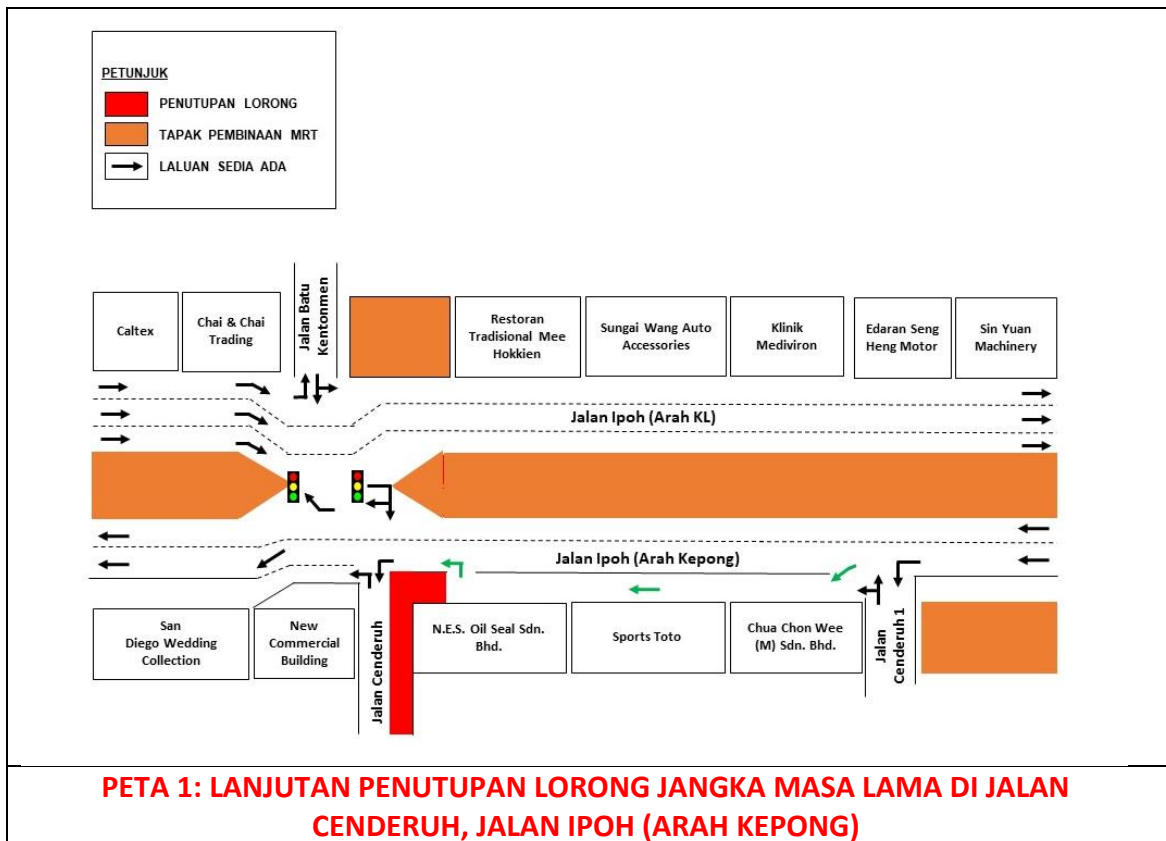 PETUNJUK
PENUTUPAN LORONG
TAPAK PEMBINAAN MRT
LALUAN SEDIA ADA
Caltex
Chai & Chai
Trading
Jalan Batu
Kentonmen
Restoran
Tradisional Mee
Hokkien
Sungai Wang Auto
Accessories
Klinik
Mediviron
Edaran Seng
Heng Motor
Sin Yuan
Machinery
Jalan Ipoh (Arah KL)
Jalan Ipoh (Arah Kepong)
San
Diego Wedding
Collection
New
Commercial
Building
Jalan Cenderuh
N.E.S. Oil Seal Sdn.
Bhd.
Sports Toto
Chua Chon Wee
(M) Sdn. Bhd.
Jalan
Cenderuh 1
PETA 1: LANJUTAN PENUTUPAN LORONG JANGKA MASA LAMA DI JALAN
CENDERUH, JALAN IPOH (ARAH KEPONG)